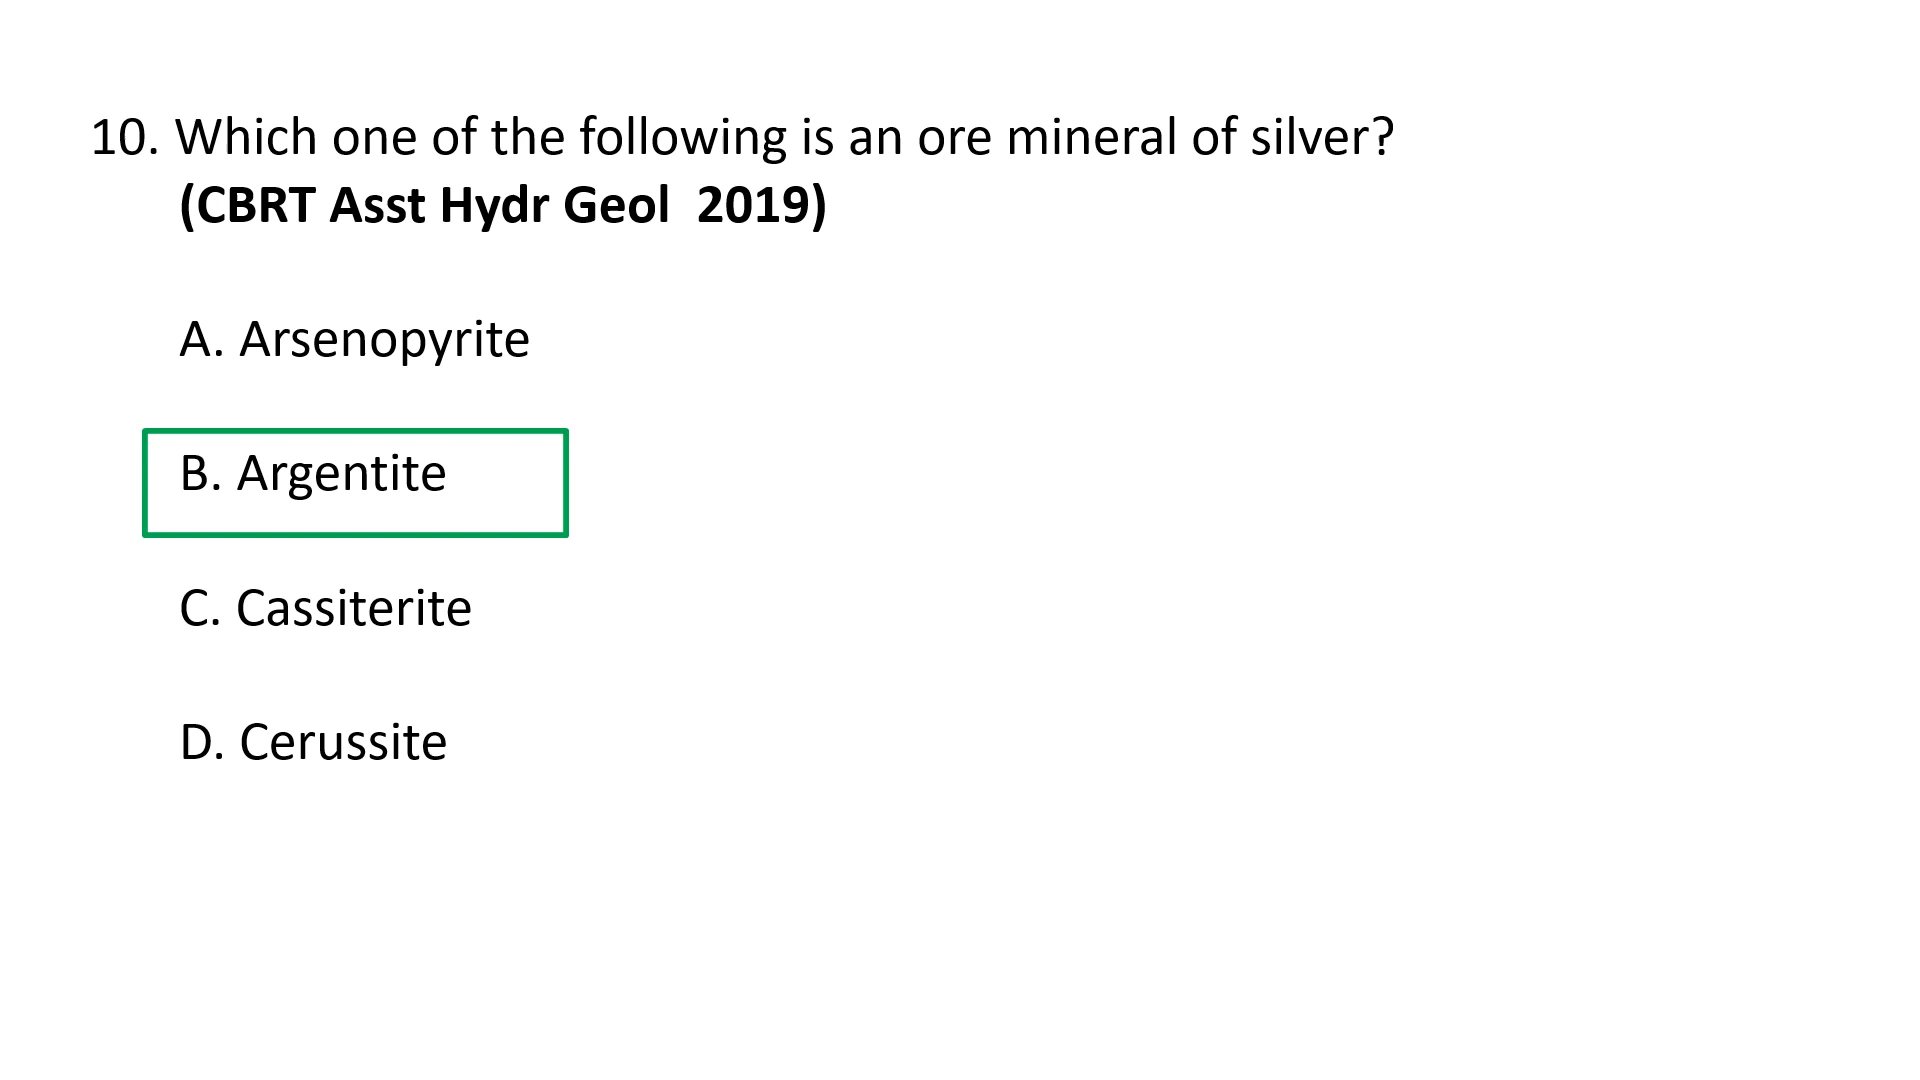 10. Which one of the following is an ore mineral of silver?
(CBRT Asst Hydr Geol  2019)
A. Arsenopyrite
B. Argentite
C. Cassiterite
D. Cerussite